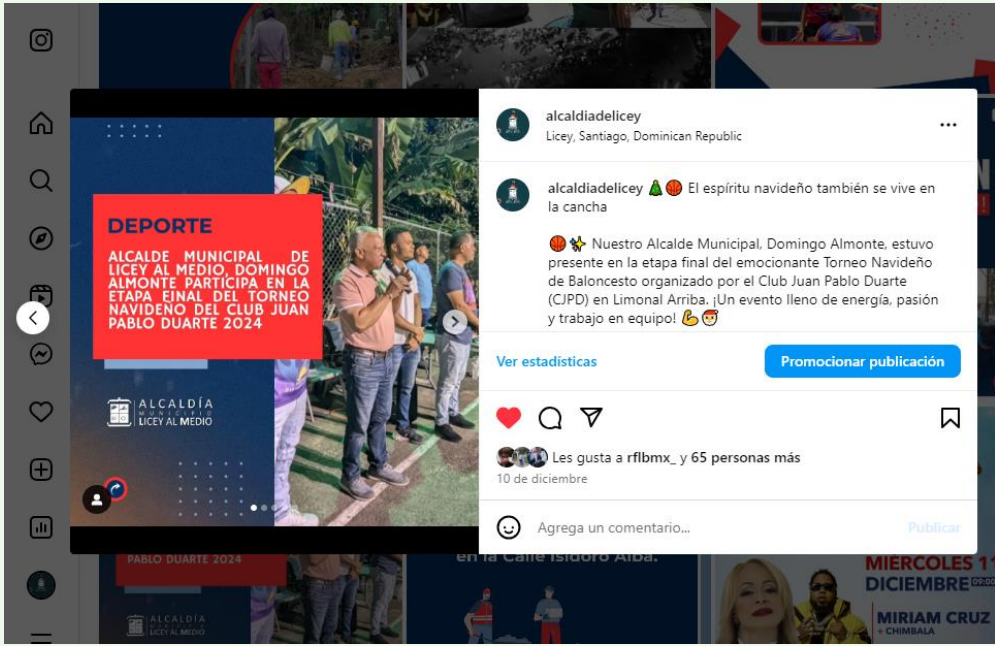 DEPORTE
ALCALDE MUNICIPAL DE
LICEY AL MEDIO, DOMINGO
ALMONTE PARTICIPA EN LA
ETAPA FINAL DEL TORNEO
NAVIDEÑO DEL CLUB JUAN
PABLO DUARTE 2024
ALCALDÍA
MUNICIPIO
LICEY AL MEDIO
alcaldiadelicey
Licey, Santiago, Dominican Republic
alcaldiadelicey 🎄🏀 El espíritu navideño también se vive en
la cancha
🏀✨ Nuestro Alcalde Municipal, Domingo Almonte, estuvo
presente en la etapa final del emocionante Torneo Navideño
de Baloncesto organizado por el Club Juan Pablo Duarte
(CJPD) en Limonal Arriba. ¡Un evento lleno de energía, pasión
y trabajo en equipo! 💪🎅
Ver estadísticas
Promocionar publicación
Les gusta a rflbmx_ y 65 personas más
10 de diciembre
Agrega un comentario...
Publicar
PABLO DUARTE 2024
ALCALDÍA
MUNICIPIO
LICEY AL MEDIO
en la Calle Isidoro Alba.
MIERCOLES 11
DICIEMBRE 09:00
MIRIAM CRUZ
+ CHIMBALA